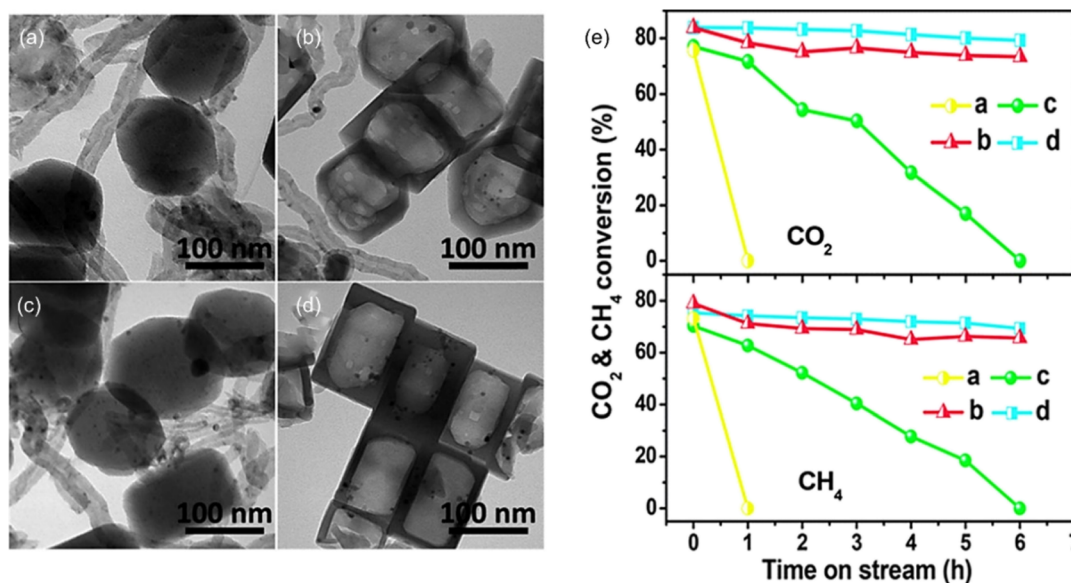 (a)
100 nm
(b)
100 nm
(c)
100 nm
(d)
100 nm
(e)
CO₂ & CH₄ conversion (%)
80
60
40
20
0
a c
b d
CO₂
80
60
40
20
0
a c
b d
CH₄
0 1 2 3 4 5 6 7
Time on stream (h)